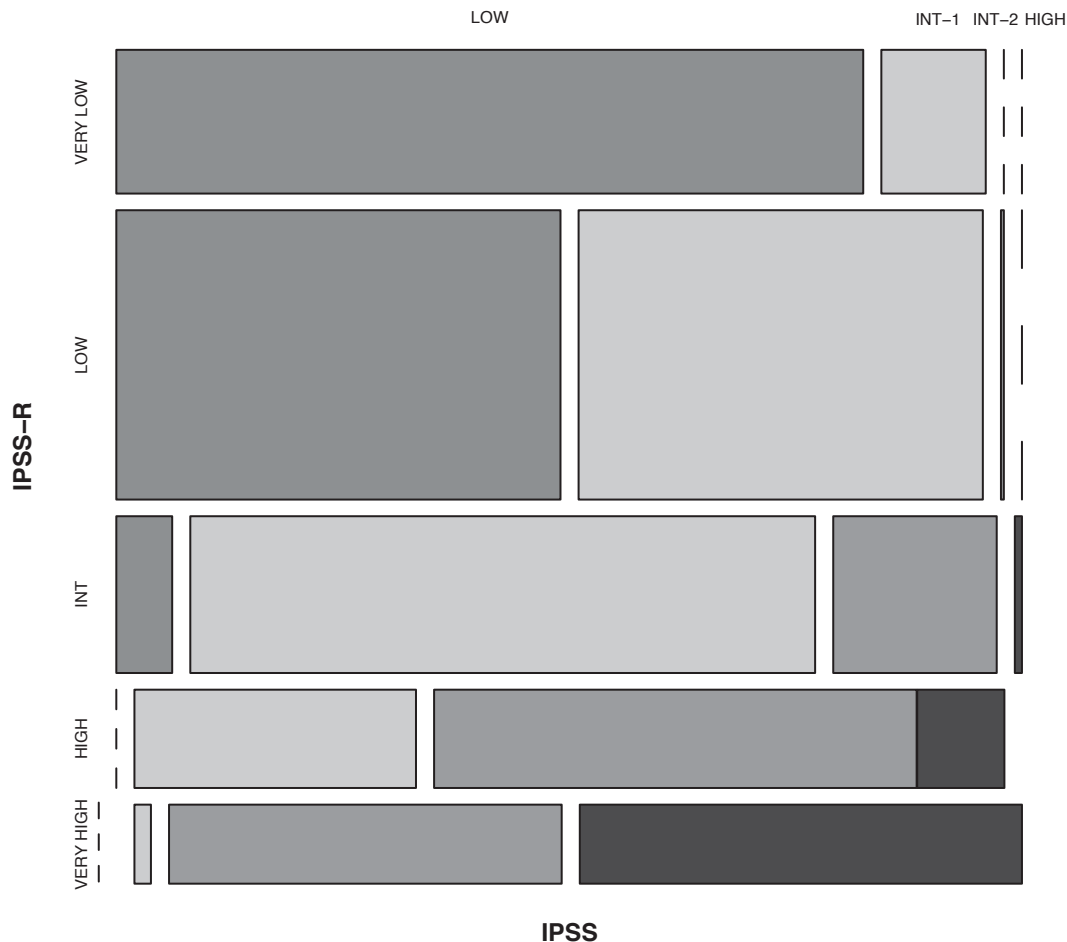 LOW INT–1 INT–2 HIGH
VERY LOW
LOW
IPSS–R
INT
HIGH
VERY HIGH
IPSS